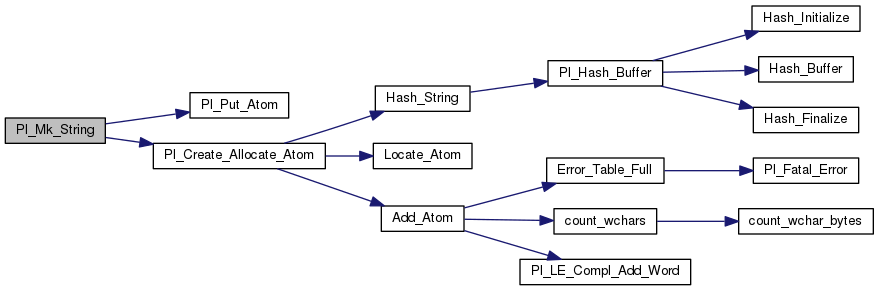 Pl_Mk_String
Pl_Put_Atom
Pl_Create_Allocate_Atom
Hash_String
Locate_Atom
Add_Atom
Pl_Hash_Buffer
Hash_Initialize
Hash_Buffer
Hash_Finalize
Error_Table_Full
Pl_Fatal_Error
count_wchars
count_wchar_bytes
Pl_LE_Compl_Add_Word